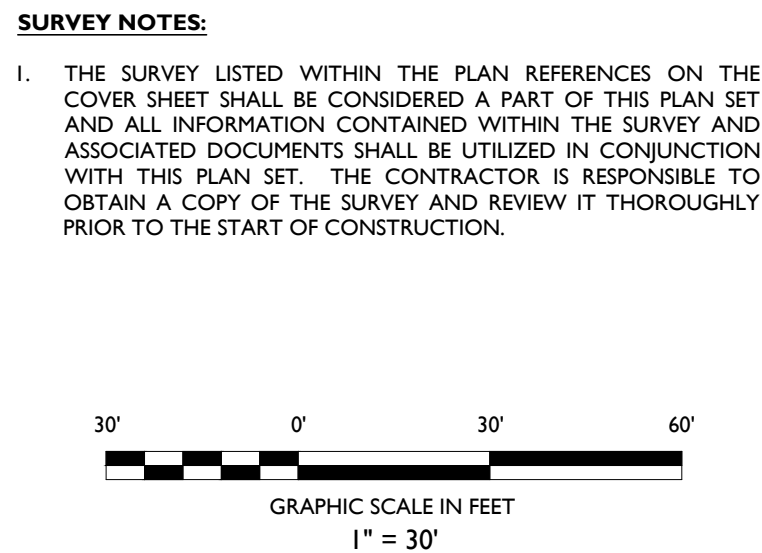 SURVEY NOTES:
1. THE SURVEY LISTED WITHIN THE PLAN REFERENCES ON THE
COVER SHEET SHALL BE CONSIDERED A PART OF THIS PLAN SET
AND ALL INFORMATION CONTAINED WITHIN THE SURVEY AND
ASSOCIATED DOCUMENTS SHALL BE UTILIZED IN CONJUNCTION
WITH THIS PLAN SET. THE CONTRACTOR IS RESPONSIBLE TO
OBTAIN A COPY OF THE SURVEY AND REVIEW IT THOROUGHLY
PRIOR TO THE START OF CONSTRUCTION.
30' 0' 30' 60'
GRAPHIC SCALE IN FEET
1" = 30'